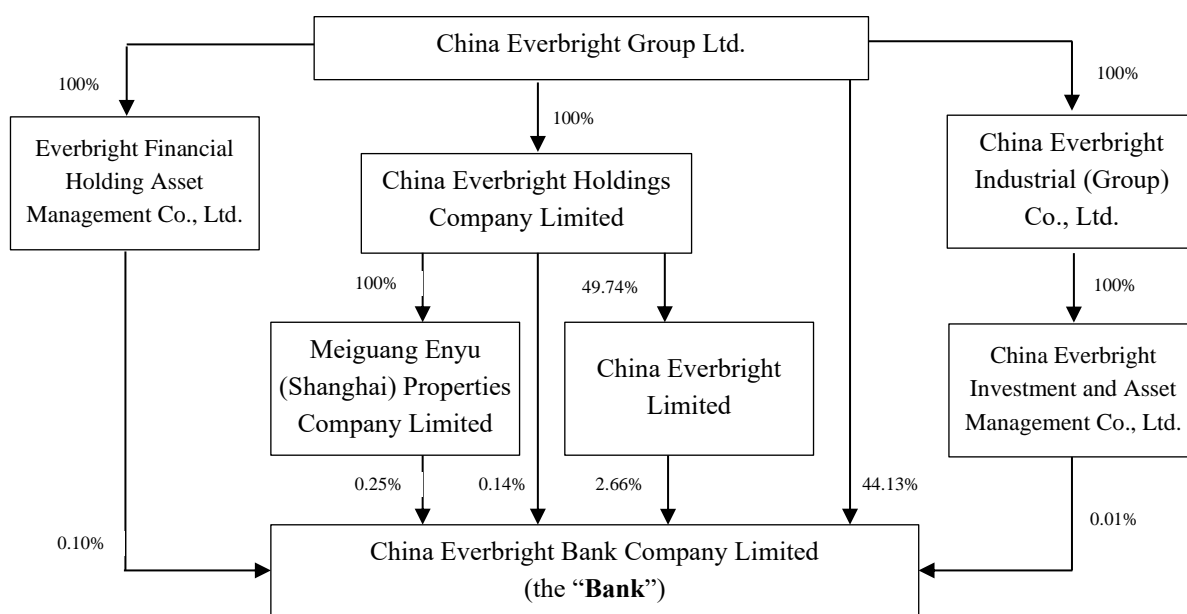 China Everbright Group Ltd.
100%
100%
100%
Everbright Financial
Holding Asset
Management Co., Ltd.
China Everbright Holdings
Company Limited
China Everbright
Industrial (Group)
Co., Ltd.
100%
49.74%
100%
Meiguang Enyu
(Shanghai) Properties
Company Limited
China Everbright
Limited
China Everbright
Investment and Asset
Management Co., Ltd.
0.25%
0.14%
2.66%
44.13%
0.10%
0.01%
China Everbright Bank Company Limited
(the “Bank”)